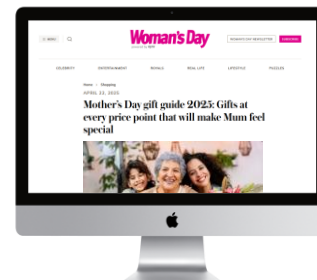 MENU
Woman's Day
WOMAN'S DAY NEWSLETTER
SUBSCRIBE
CELEBRITY ENTERTAINMENT ROYALS REAL LIFE LIFESTYLE PUZZLES
Home Shopping
APRIL 22, 2025
Mother's Day gift guide 2025: Gifts at
every price point that will make Mum feel
special